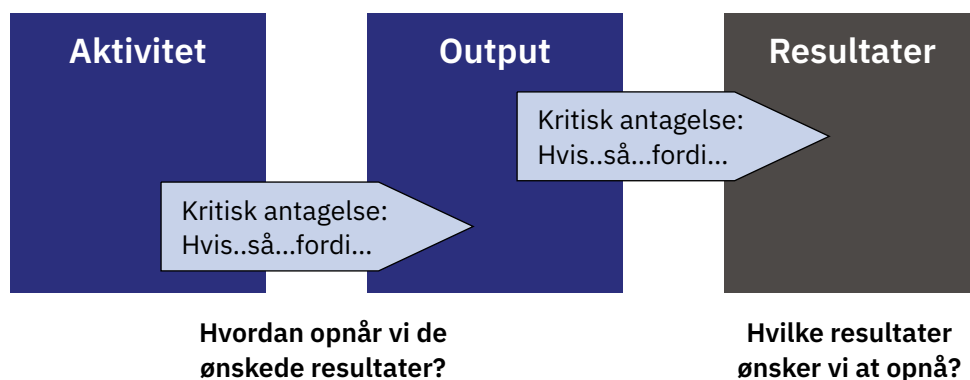 Aktivitet
Output
Resultater
Kritisk antagelse:
Hvis..så...fordi...
Kritisk antagelse:
Hvis..så...fordi...
Hvordan opnår vi de
ønskede resultater?
Hvilke resultater
ønsker vi at opnå?